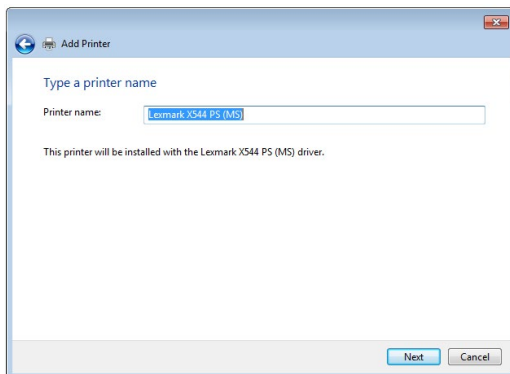 Add Printer
Type a printer name
Printer name: Lexmark X544 PS (MS)
This printer will be installed with the Lexmark X544 PS (MS) driver.
Next Cancel